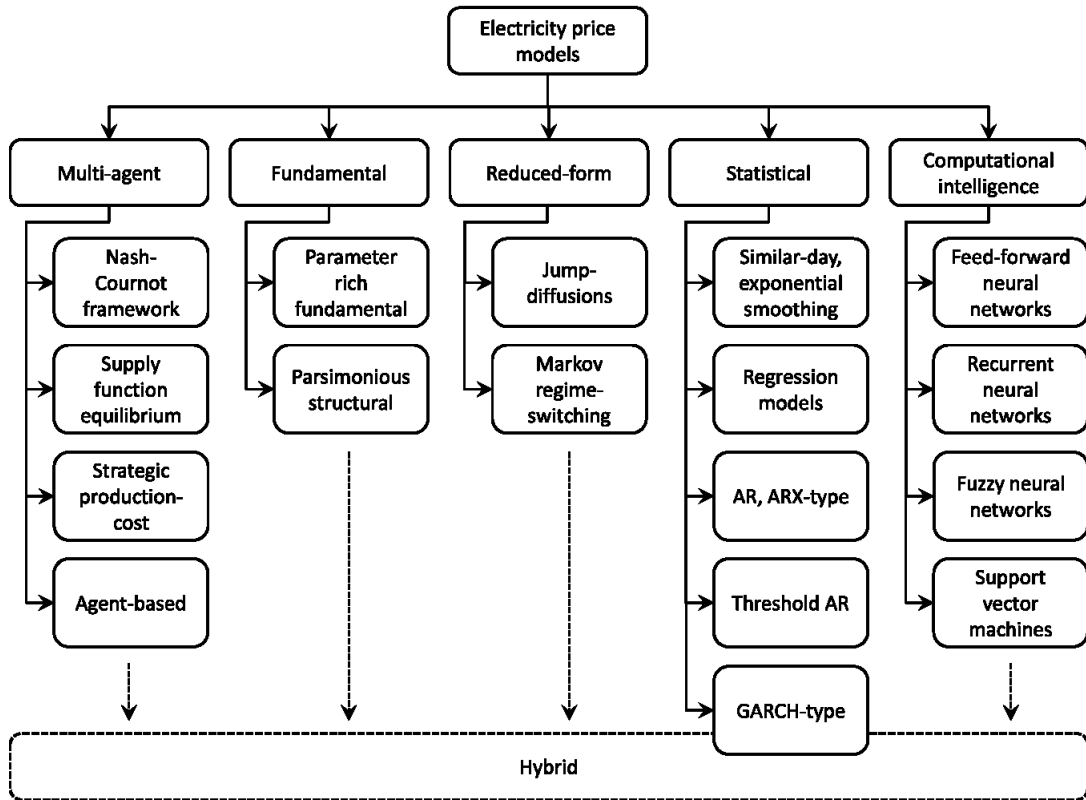 Electricity price
models
Multi-agent
Fundamental
Reduced-form
Statistical
Computational
intelligence
Nash-
Cournot
framework
Supply
function
equilibrium
Strategic
production-
cost
Agent-based
Parameter
rich
fundamental
Parsimonious
structural
Jump-
diffusions
Markov
regime-
switching
Similar-day,
exponential
smoothing
Regression
models
AR, ARX-type
Threshold AR
GARCH-type
Feed-forward
neural
networks
Recurrent
neural
networks
Fuzzy neural
networks
Support
vector
machines
Hybrid